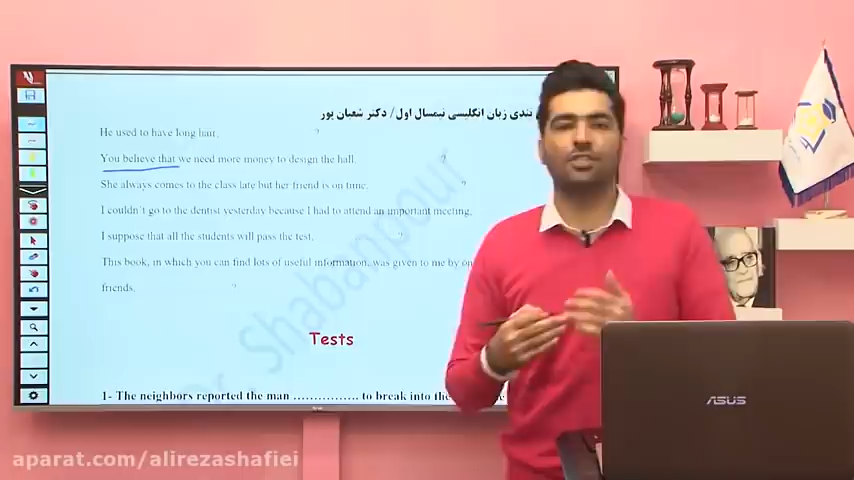 بندی زبان انگلیسی نیمسال اول/ دکتر شعبان پور
He used to have long hair, ?
You believe that we need more money to design the hall. ?
She always comes to the class late but her friend is on time. ?
I couldn't go to the dentist yesterday because I had to attend an important meeting,
I suppose that all the students will pass the test, ?
This book, in which you can find lots of useful information, was given to me by on
friends. ?
Shabanpour
Tests
1- The neighbors reported the man ................ to break into the
ASUS
aparat.com/alirezashafiei